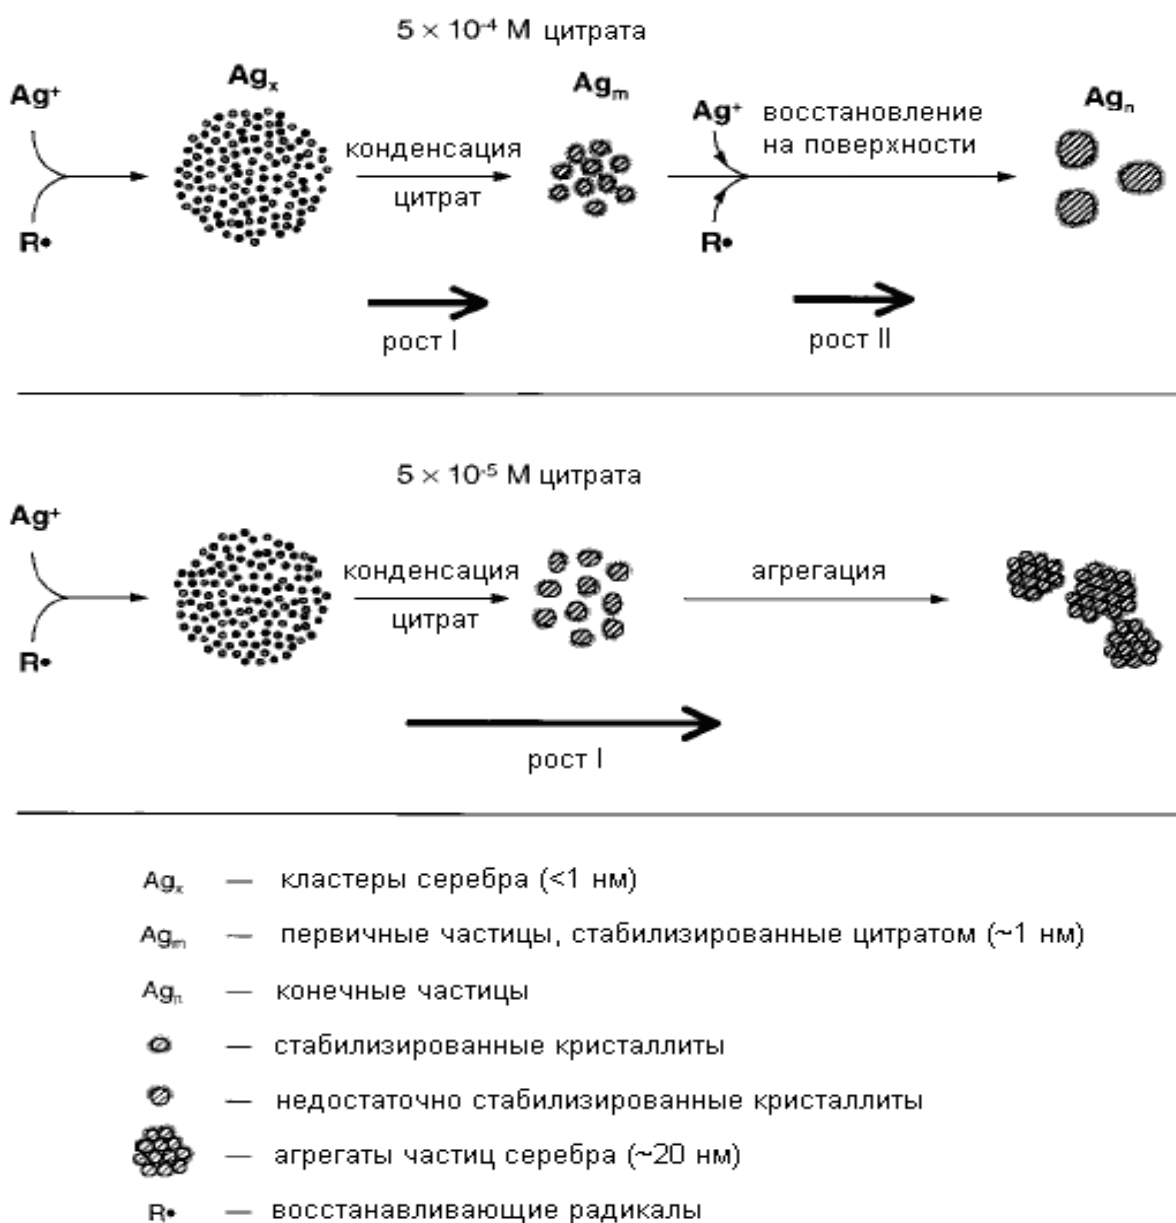 5 × 10⁻⁴ М цитрата
Ag⁺
Agₓ
конденсация
цитрат
Agₘ
Ag⁺
восстановление
на поверхности
Agₙ
R•
R•
рост I
рост II
5 × 10⁻⁵ М цитрата
Ag⁺
конденсация
цитрат
агрегация
R•
рост I
Agₓ — кластеры серебра (<1 нм)
Agₘ — первичные частицы, стабилизированные цитратом (~1 нм)
Agₙ — конечные частицы
— стабилизированные кристаллиты
— недостаточно стабилизированные кристаллиты
— агрегаты частиц серебра (~20 нм)
R• — восстанавливающие радикалы